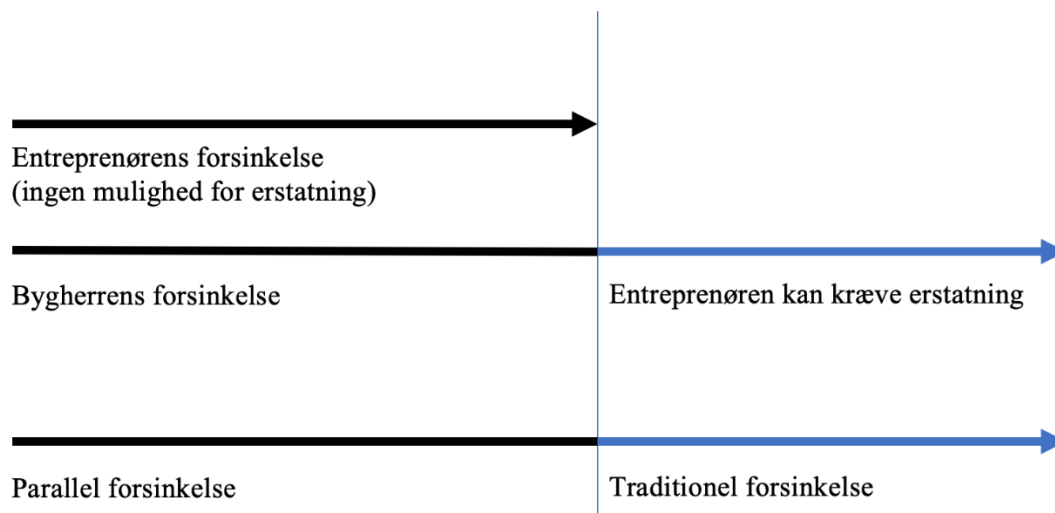 Entreprenørens forsinkelse
(ingen mulighed for erstatning)
Bygherrens forsinkelse
Entreprenøren kan kræve erstatning
Parallel forsinkelse
Traditionel forsinkelse